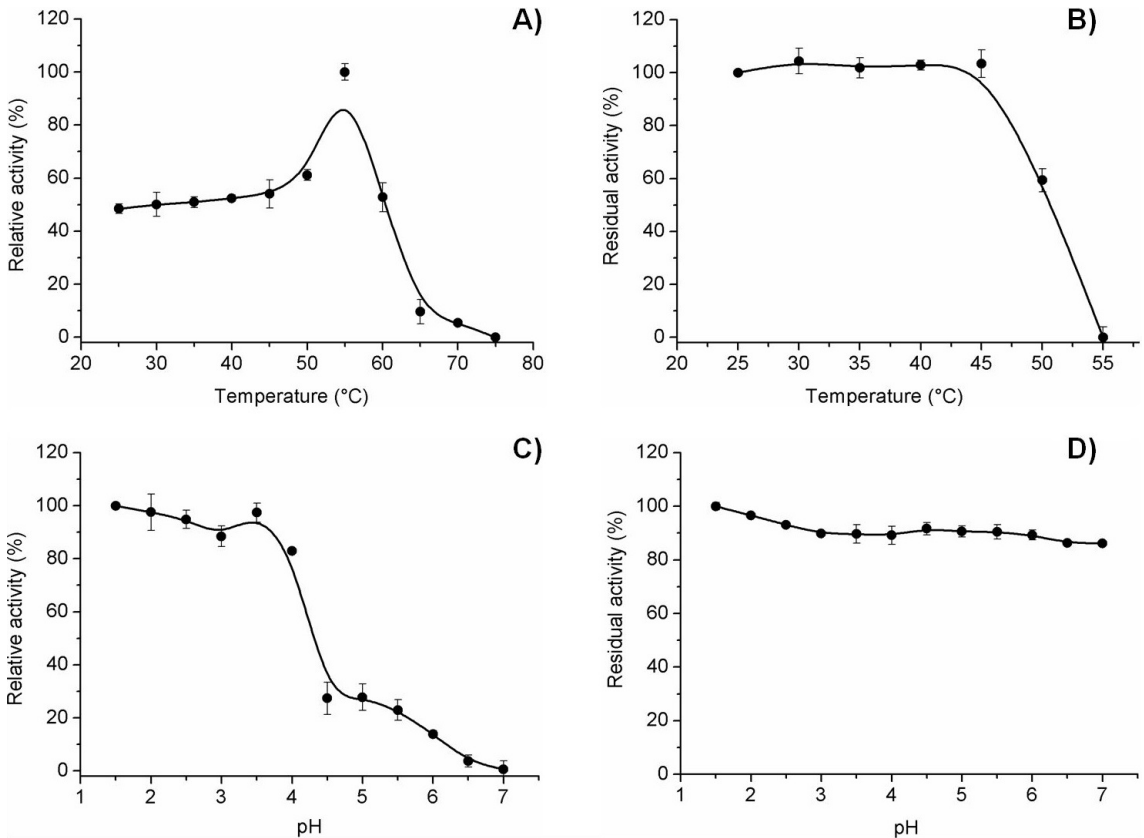 A)
120
100
80
60
40
20
0
Relative activity (%)
20 30 40 50 60 70 80
Temperature (°C)
B)
120
100
80
60
40
20
0
Residual activity (%)
20 25 30 35 40 45 50 55
Temperature (°C)
C)
120
100
80
60
40
20
0
Relative activity (%)
1 2 3 4 5 6 7
pH
D)
120
100
80
60
40
20
0
Residual activity (%)
1 2 3 4 5 6 7
pH